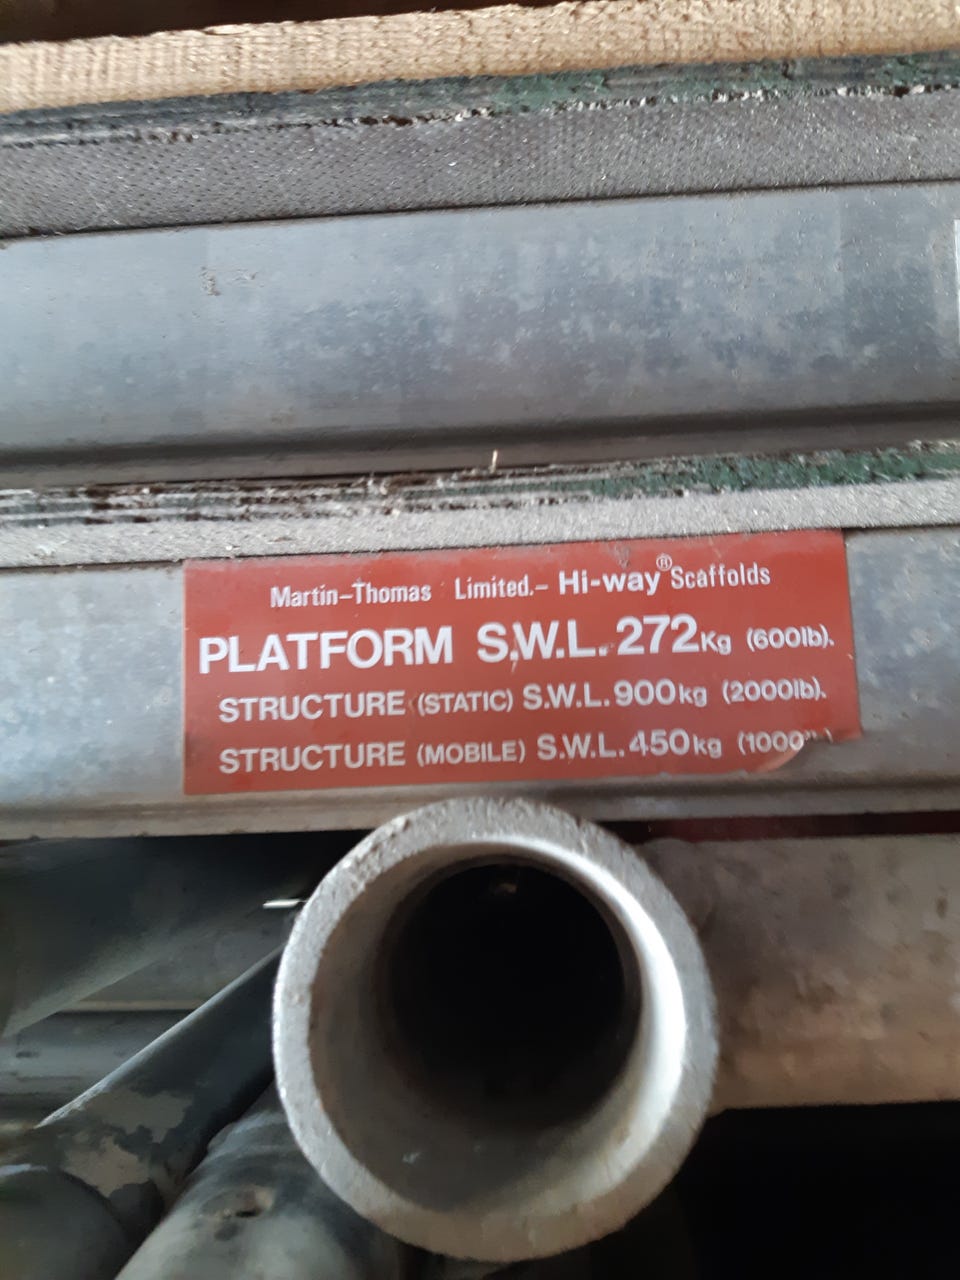 Martin-Thomas Limited.- Hi-way® Scaffolds
PLATFORM S.W.L. 272Kg (600lb).
STRUCTURE (STATIC) S.W.L. 900kg (2000lb).
STRUCTURE (MOBILE) S.W.L. 450kg (1000